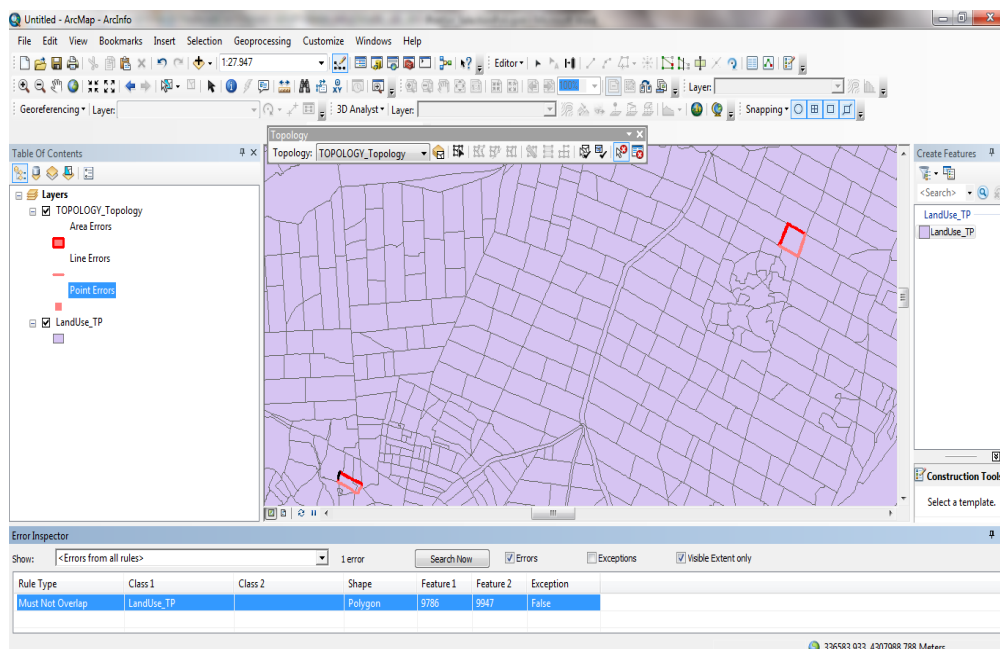 Untitled - ArcMap - ArcInfo
File Edit View Bookmarks Insert Selection Geoprocessing Customize Windows Help
1:27.947
Editor
100%
Layer:
Georeferencing Layer:
3D Analyst Layer:
Snapping
Topology
Topology: TOPOLOGY_Topology
Table Of Contents
Layers
TOPOLOGY_Topology
Area Errors
Line Errors
Point Errors
LandUse_TP
Create Features
<Search>
LandUse_TP
LandUse_TP
Construction Tools
Select a template.
Error Inspector
Show: <Errors from all rules> 1 error Search Now Errors Exceptions Visible Extent only
Rule Type Class 1 Class 2 Shape Feature 1 Feature 2 Exception
Must Not Overlap LandUse_TP Polygon 9786 9947 False
336583,933 4307988,788 Meters